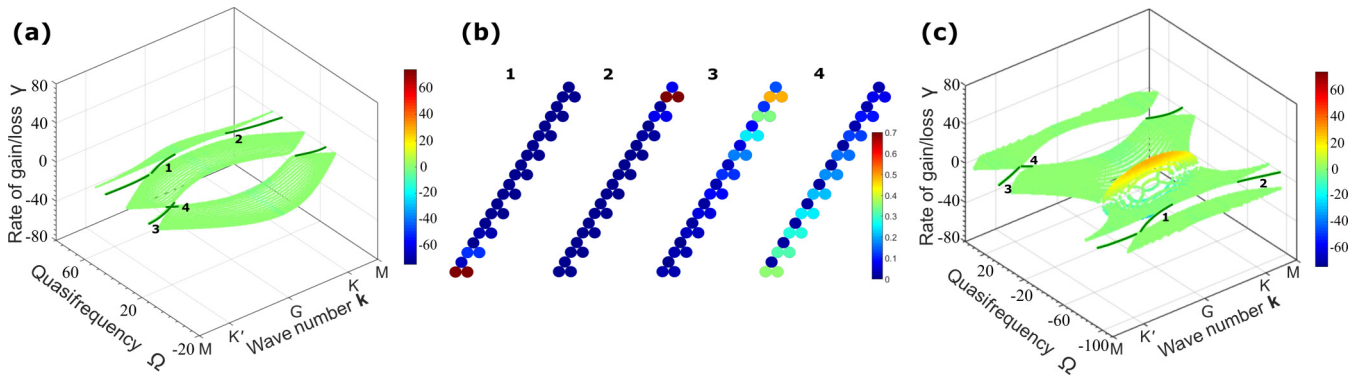 (a)
80
40
0
-40
-80
Rate of gain/loss γ
60
20
-20
Quasifrequency Ω
M
K'
G
K
M
Wave number k
1
2
4
3
60
40
20
0
-20
-40
-60
(b)
1 2 3 4
0.7
0.6
0.5
0.4
0.3
0.2
0.1
0
(c)
80
40
0
-40
-80
Rate of gain/loss γ
20
-20
-60
-100
Quasifrequency Ω
M
K'
G
K
M
Wave number k
4
3
2
1
60
40
20
0
-20
-40
-60